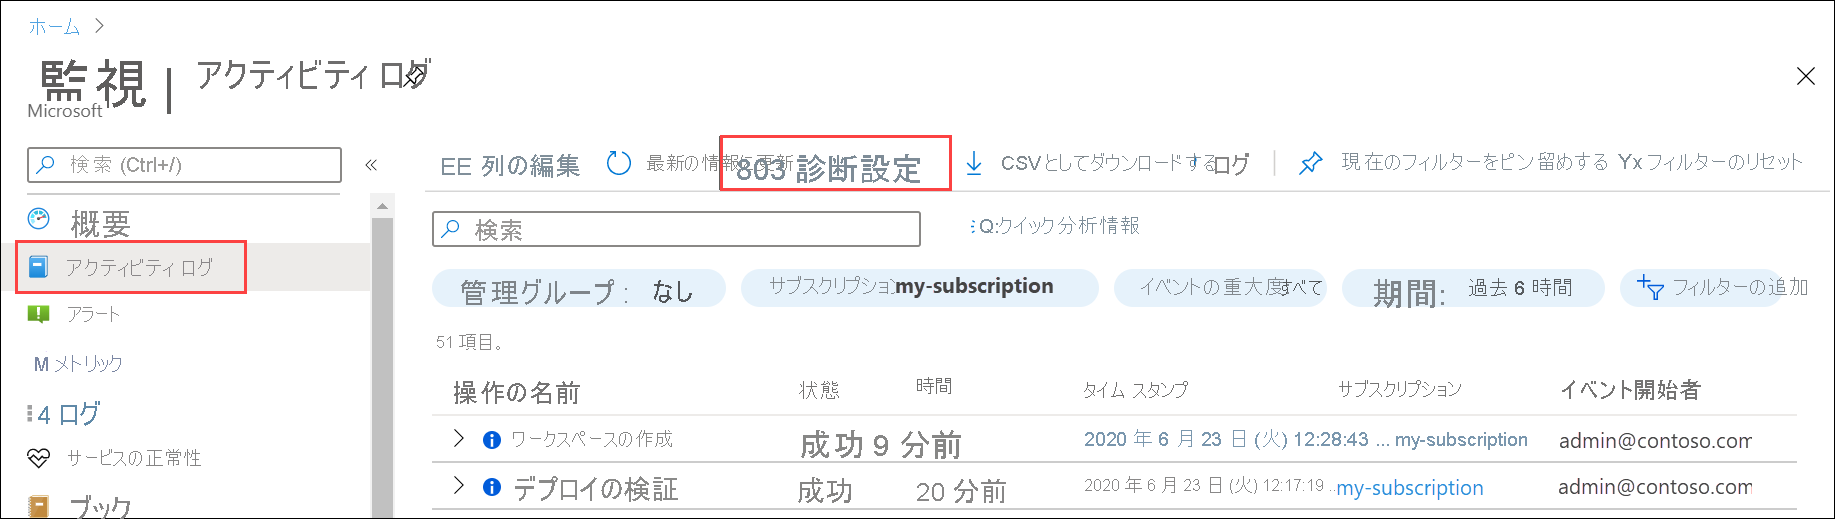 ホーム
監視 | アクティビティ ログ
Microsoft
検索 (Ctrl+/)
«
概要
アクティビティ ログ
アラート
M メトリック
4 ログ
サービスの正常性
ブック
EE 列の編集 最新の情報に更新 803 診断設定 CSVとしてダウンロードする ログ 現在のフィルターをピン留めする Yx フィルターのリセット
検索 Q:クイック分析情報
管理グループ : なし サブスクリプション my-subscription イベントの重大度 すべて 期間: 過去 6 時間 フィルターの追加
51 項目。
操作の名前 状態 時間 タイム スタンプ サブスクリプション イベント開始者
ワークスペースの作成 成功 9 分前 2020 年 6 月 23 日 (火) 12:28:43 ... my-subscription admin@contoso.com
デプロイの検証 成功 20 分前 2020 年 6 月 23 日 (火) 12:17:19 ... my-subscription admin@contoso.com